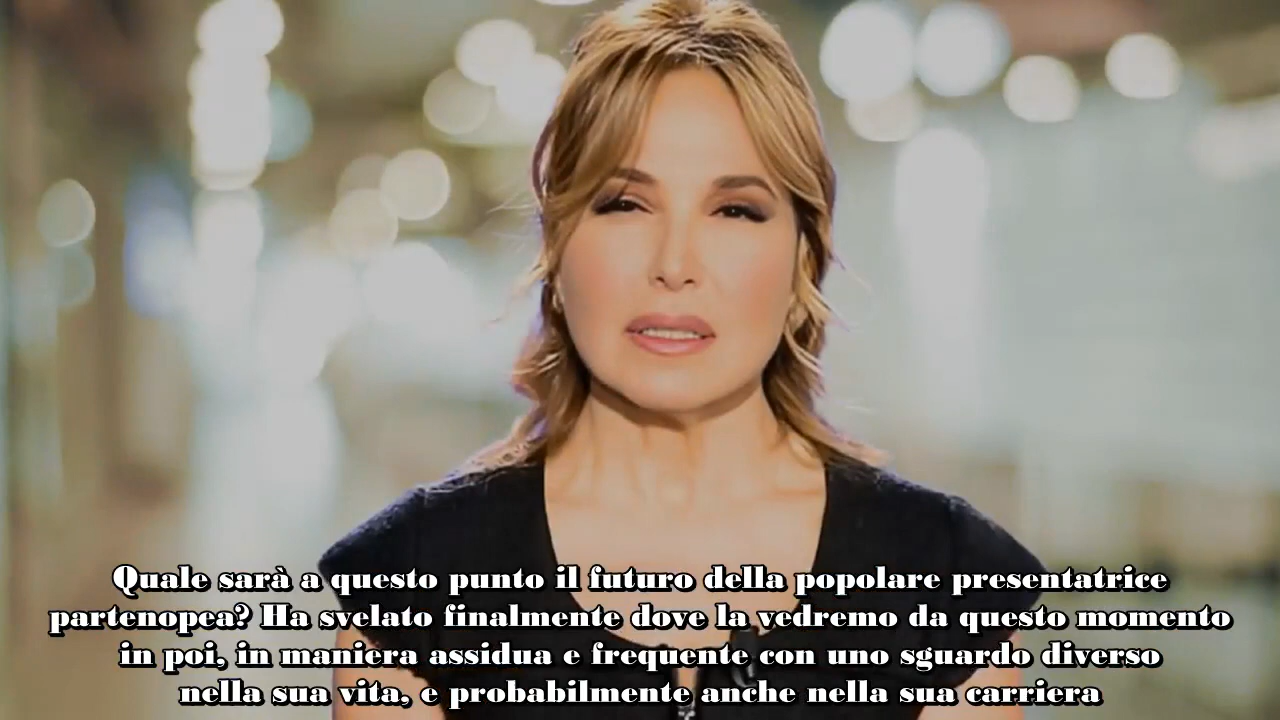 Quale sarà a questo punto il futuro della popolare presentatrice
partenopea? Ha svelato finalmente dove la vedremo da questo momento
in poi, in maniera assidua e frequente con uno sguardo diverso
nella sua vita, e probabilmente anche nella sua carriera